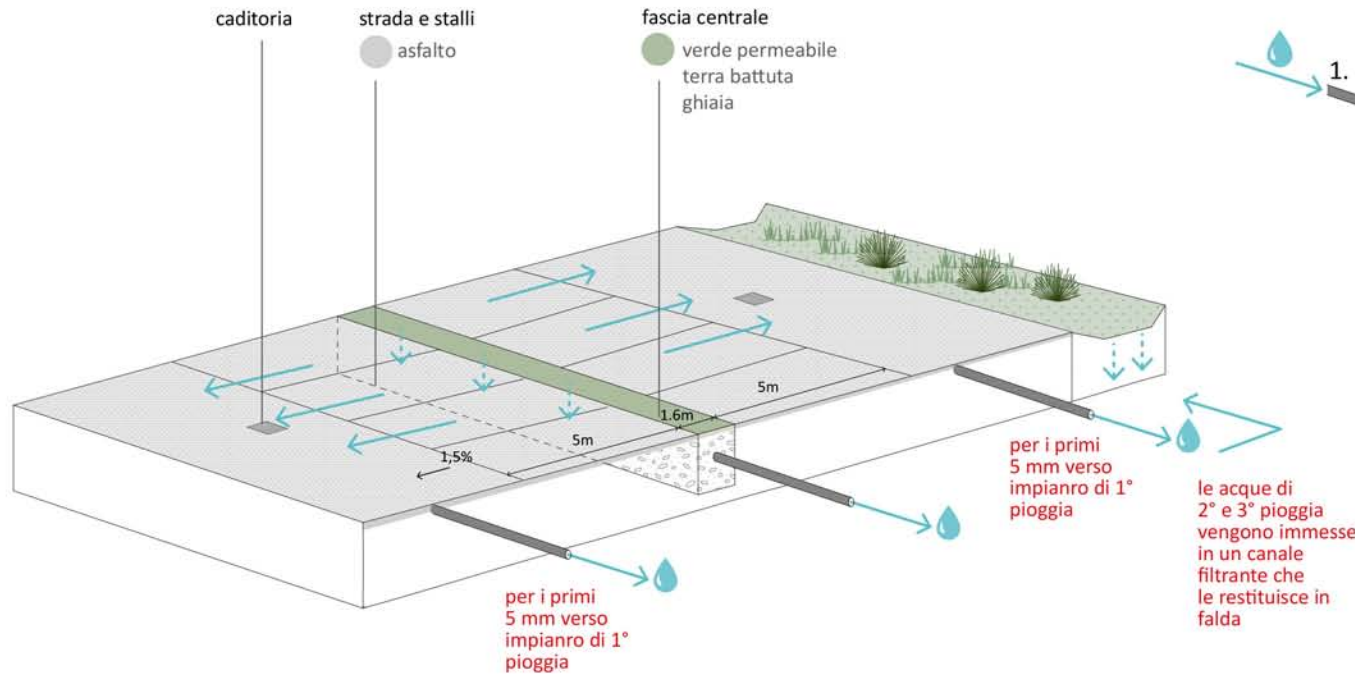 caditoria
strada e stalli
asfalto
fascia centrale
verde permeabile
terra battuta
ghiaia
1.
5m
1.6m
5m
1,5%
per i primi
5 mm verso
impianro di 1°
pioggia
per i primi
5 mm verso
impianro di 1°
pioggia
le acque di
2° e 3° pioggia
vengono immesse
in un canale
filtrante che
le restituisce in
falda